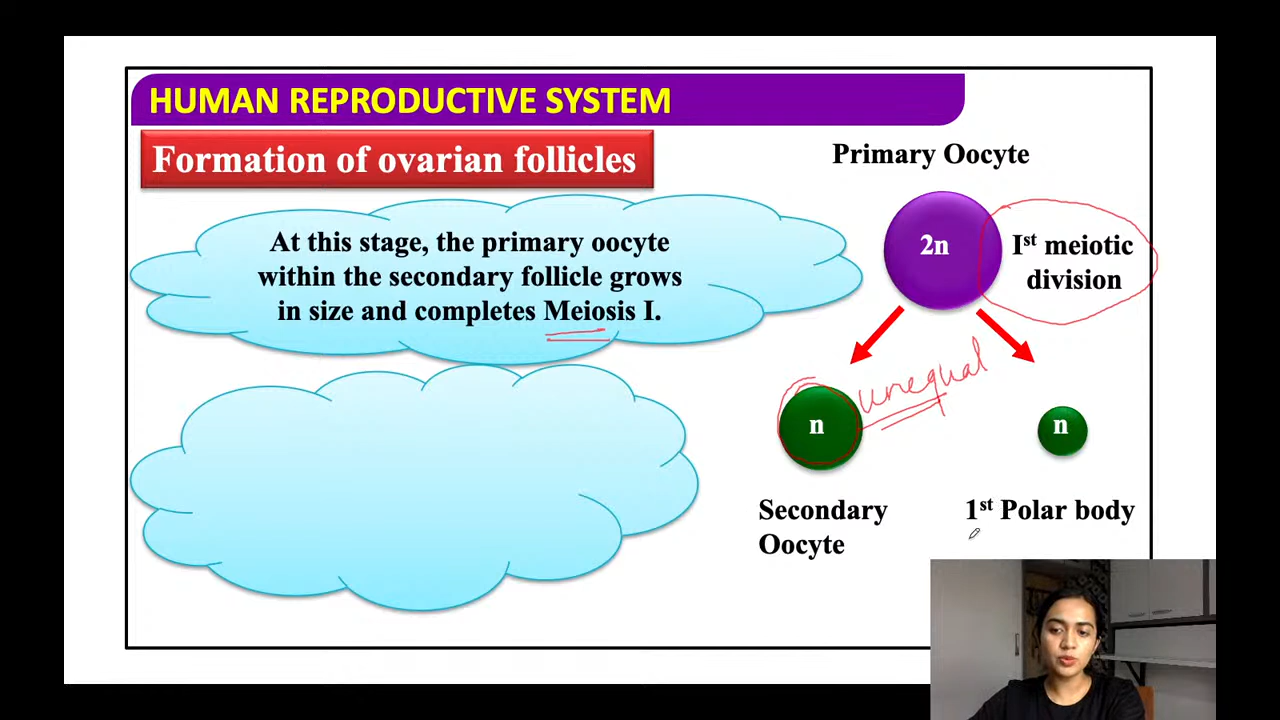 HUMAN REPRODUCTIVE SYSTEM
Formation of ovarian follicles
At this stage, the primary oocyte
within the secondary follicle grows
in size and completes Meiosis I.
Primary Oocyte
2n
Iˢᵗ meiotic
division
unequal
n
n
Secondary
Oocyte
1ˢᵗ Polar body